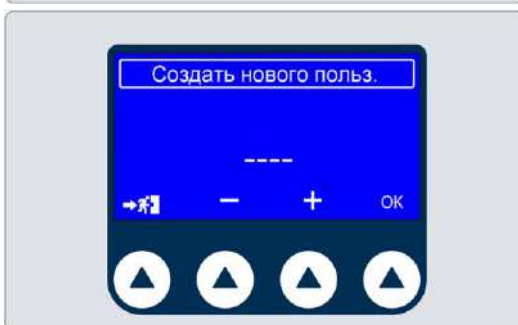 Создать нового польз.
----
− + OK